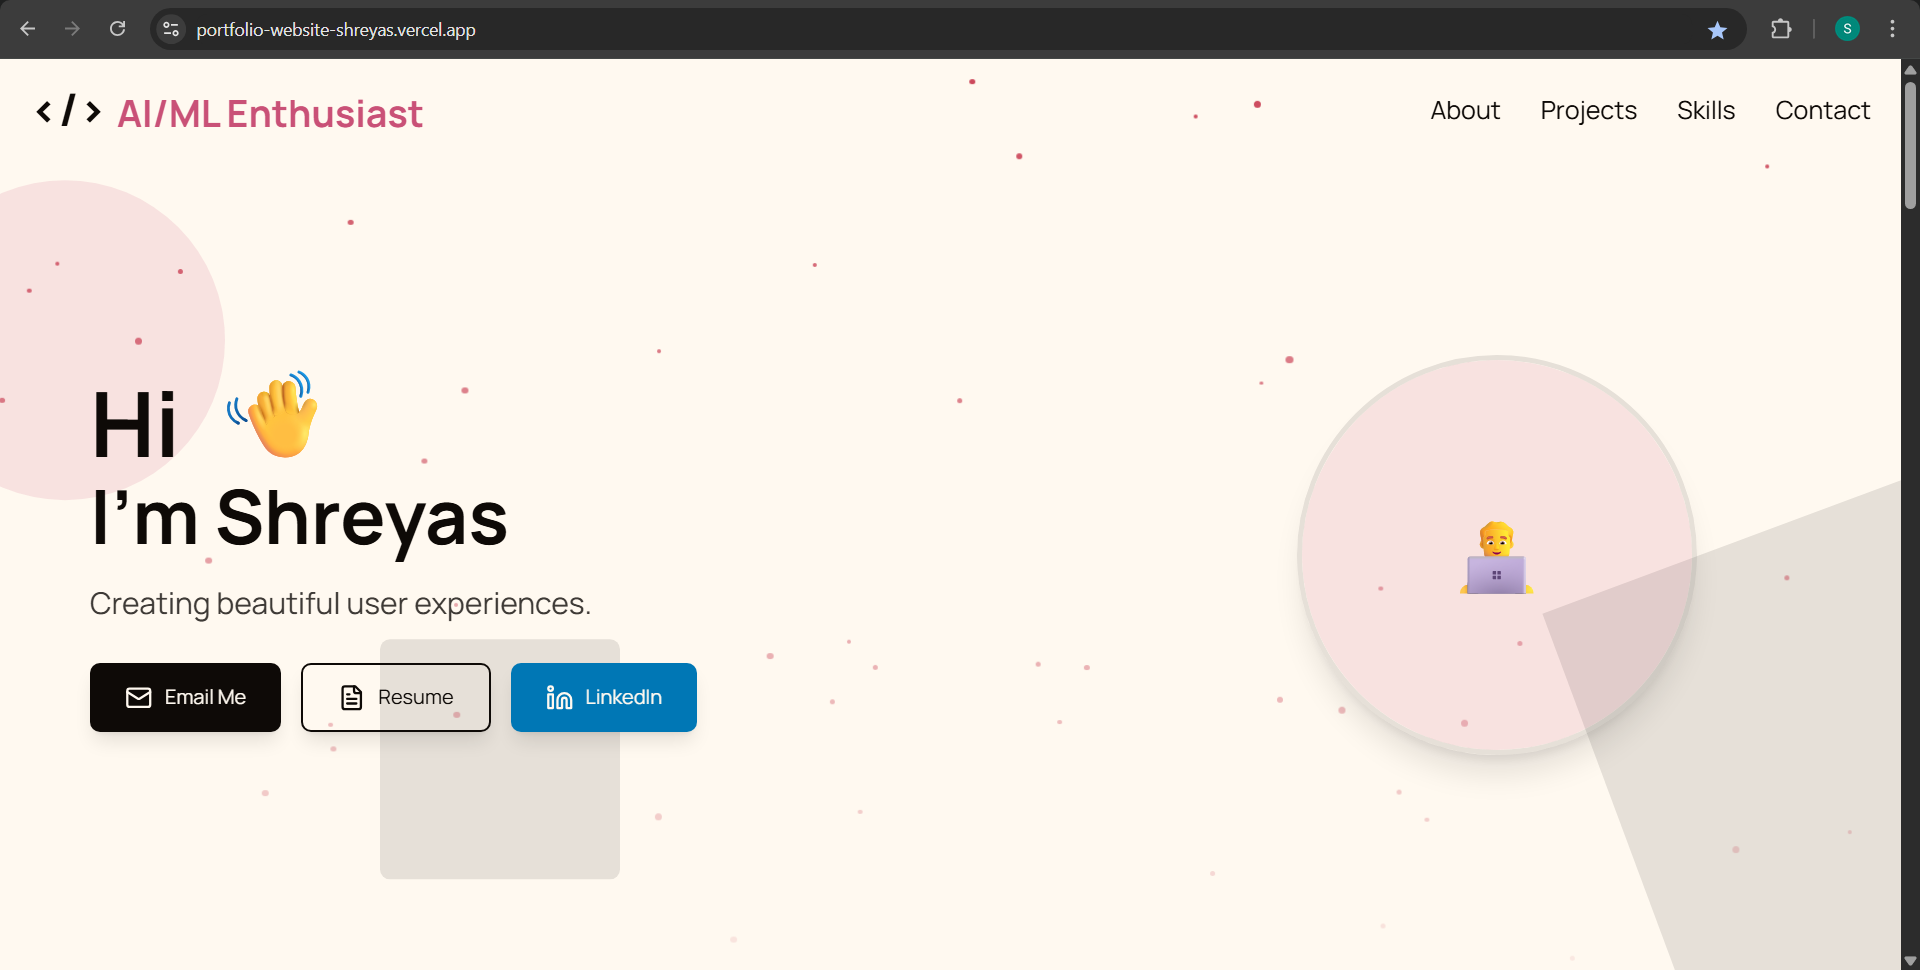 portfolio-website-shreyas.vercel.app
S
</> AI/ML Enthusiast
About Projects Skills Contact
Hi
I'm Shreyas
Creating beautiful user experiences.
Email Me Resume LinkedIn